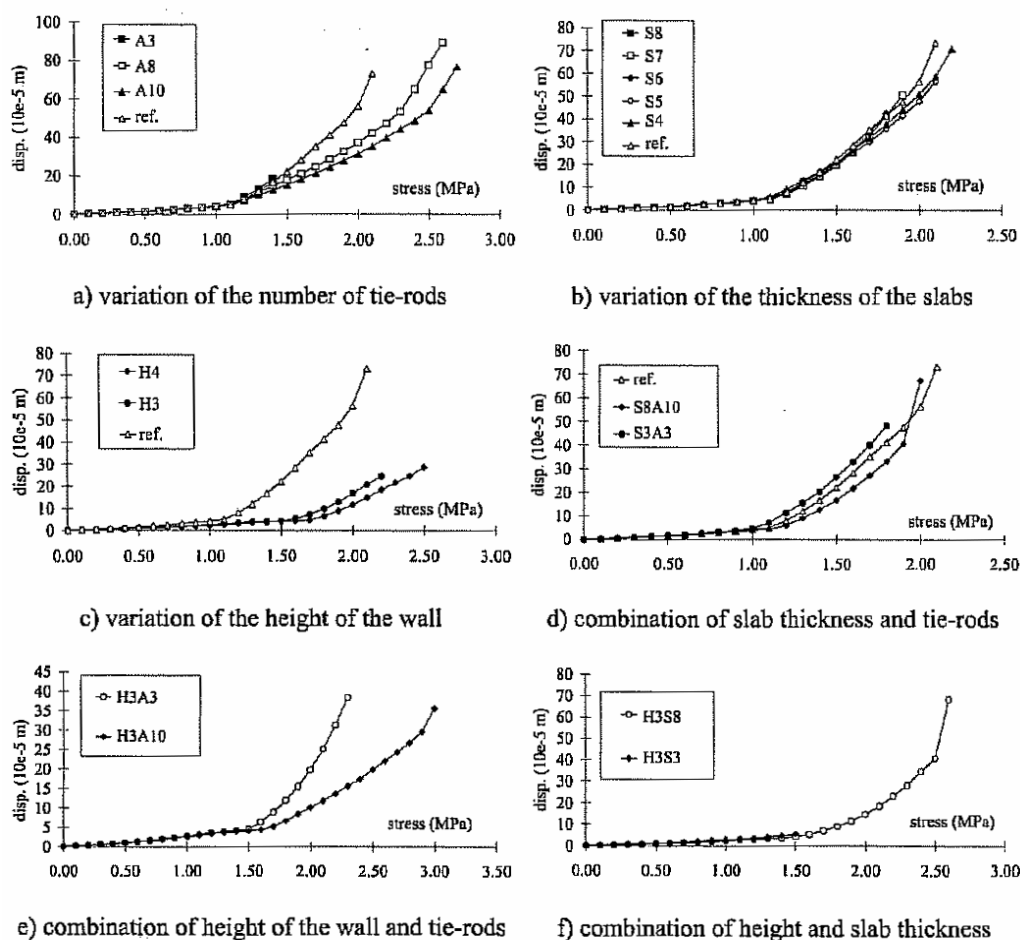 disp. (10e-5 m)
100
80
60
40
20
0
A3
A8
A10
ref.
stress (MPa)
0.00 0.50 1.00 1.50 2.00 2.50 3.00
a) variation of the number of tie-rods
disp. (10e-5 m)
80
70
60
50
40
30
20
10
0
S8
S7
S6
S5
S4
ref.
stress (MPa)
0.00 0.50 1.00 1.50 2.00 2.50
b) variation of the thickness of the slabs
disp. (10e-5 m)
80
70
60
50
40
30
20
10
0
H4
H3
ref.
stress (MPa)
0.00 0.50 1.00 1.50 2.00 2.50 3.00
c) variation of the height of the wall
disp. (10e-5 m)
80
70
60
50
40
30
20
10
0
ref.
S8A10
S3A3
stress (MPa)
0.00 0.50 1.00 1.50 2.00 2.50
d) combination of slab thickness and tie-rods
disp. (10e-5 m)
45
40
35
30
25
20
15
10
5
0
H3A3
H3A10
stress (MPa)
0.00 0.50 1.00 1.50 2.00 2.50 3.00 3.50
e) combination of height of the wall and tie-rods
disp. (10e-5 m)
80
70
60
50
40
30
20
10
0
H3S8
H3S3
stress (MPa)
0.00 0.50 1.00 1.50 2.00 2.50 3.00
f) combination of height and slab thickness